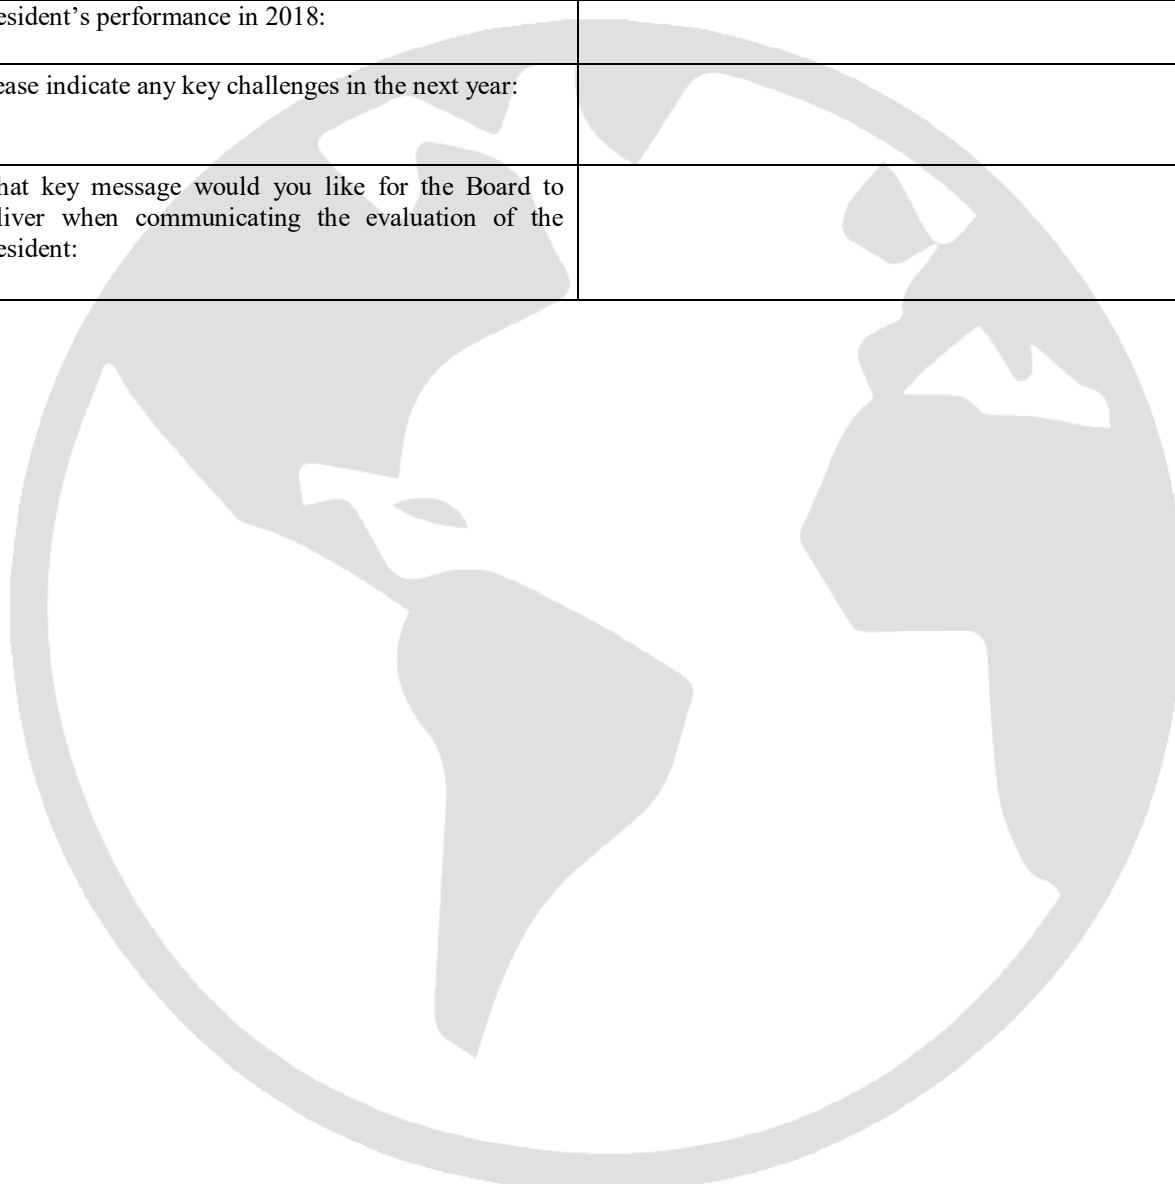 esident’s performance in 2018:
ease indicate any key challenges in the next year:
hat key message would you like for the Board to
liver when communicating the evaluation of the
esident: